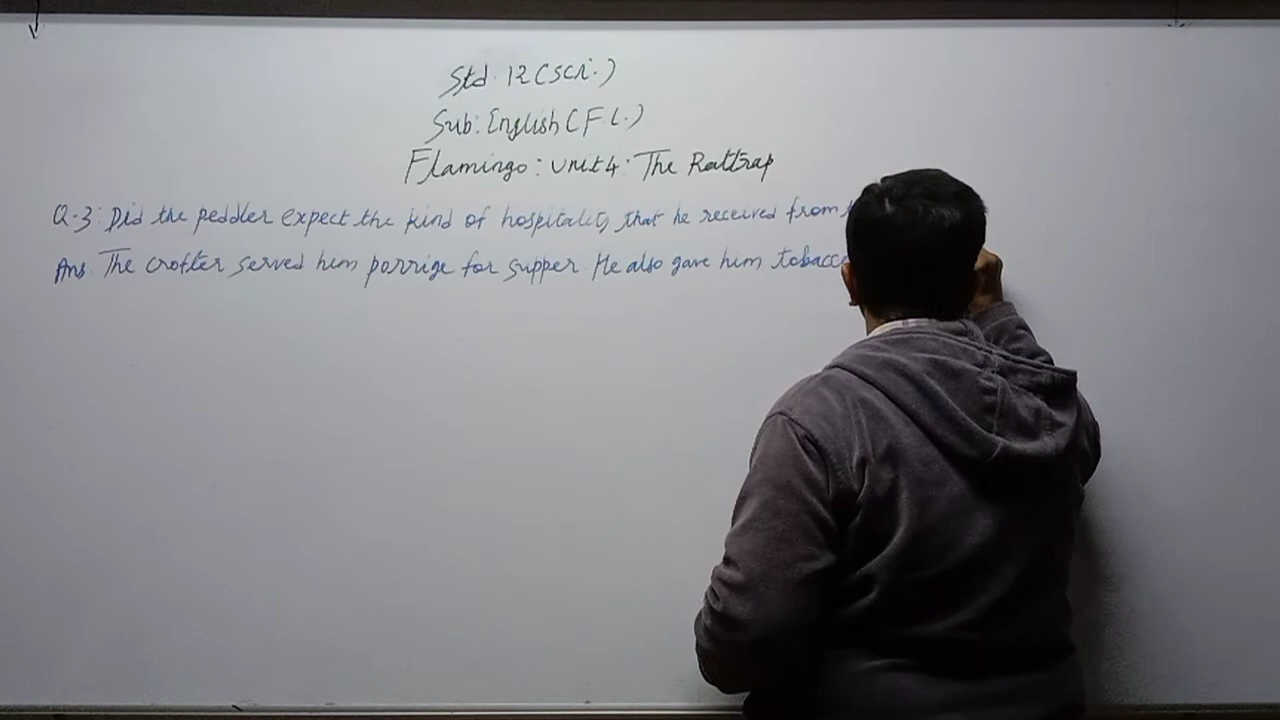 Std 12 (Sci.)
Sub: English (F L.)
Flamingo: Unit 4: The Rattrap
Q.3: Did the peddler expect the kind of hospitality that he received from
Ans. The crofter served him porrige for supper. He also gave him tobacco